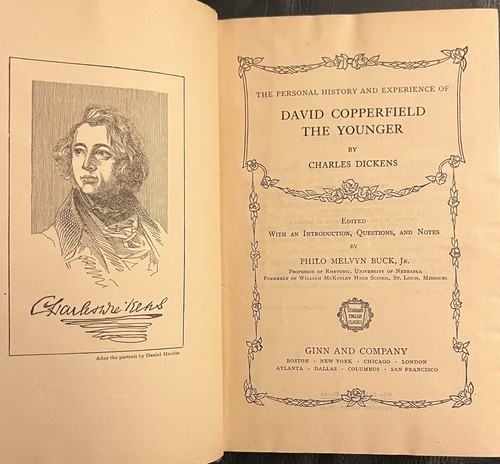 Charles Dickens
After the portrait by Daniel Maclise
THE PERSONAL HISTORY AND EXPERIENCE OF
DAVID COPPERFIELD
THE YOUNGER
BY
CHARLES DICKENS
EDITED
WITH AN INTRODUCTION, QUESTIONS, AND NOTES
BY
PHILO MELVYN BUCK, JR.
PROFESSOR OF RHETORIC, UNIVERSITY OF NEBRASKA
FORMERLY OF WILLIAM MCKINLEY HIGH SCHOOL, ST. LOUIS, MISSOURI
STANDARD
ENGLISH
CLASSICS
GINN AND COMPANY
BOSTON · NEW YORK · CHICAGO · LONDON
ATLANTA · DALLAS · COLUMBUS · SAN FRANCISCO